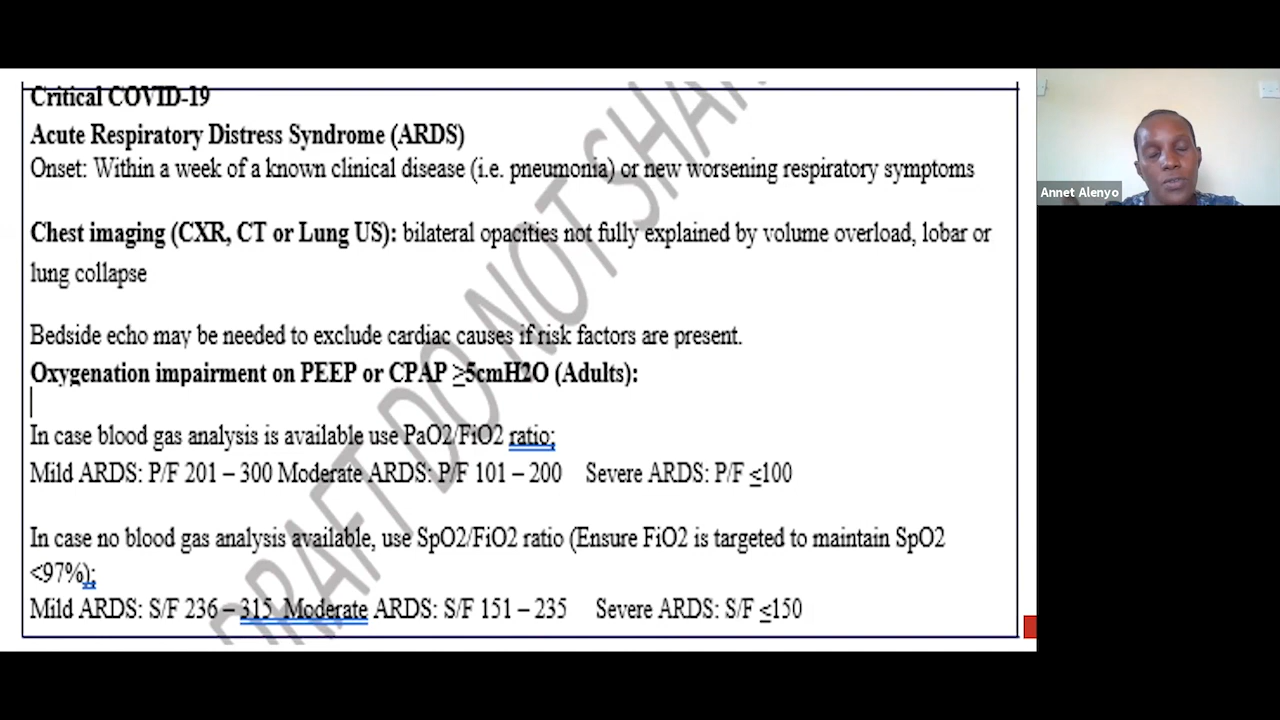 Critical COVID-19
Acute Respiratory Distress Syndrome (ARDS)
Onset: Within a week of a known clinical disease (i.e. pneumonia) or new worsening respiratory symptoms
Chest imaging (CXR, CT or Lung US): bilateral opacities not fully explained by volume overload, lobar or
lung collapse
Bedside echo may be needed to exclude cardiac causes if risk factors are present.
Oxygenation impairment on PEEP or CPAP ≥5cmH2O (Adults):
In case blood gas analysis is available use PaO2/FiO2 ratio;
Mild ARDS: P/F 201 – 300 Moderate ARDS: P/F 101 – 200 Severe ARDS: P/F ≤100
In case no blood gas analysis available, use SpO2/FiO2 ratio (Ensure FiO2 is targeted to maintain SpO2
<97%);
Mild ARDS: S/F 236 – 315 Moderate ARDS: S/F 151 – 235 Severe ARDS: S/F ≤150
DRAFT DO NOT SHAR
Annet Alenyo